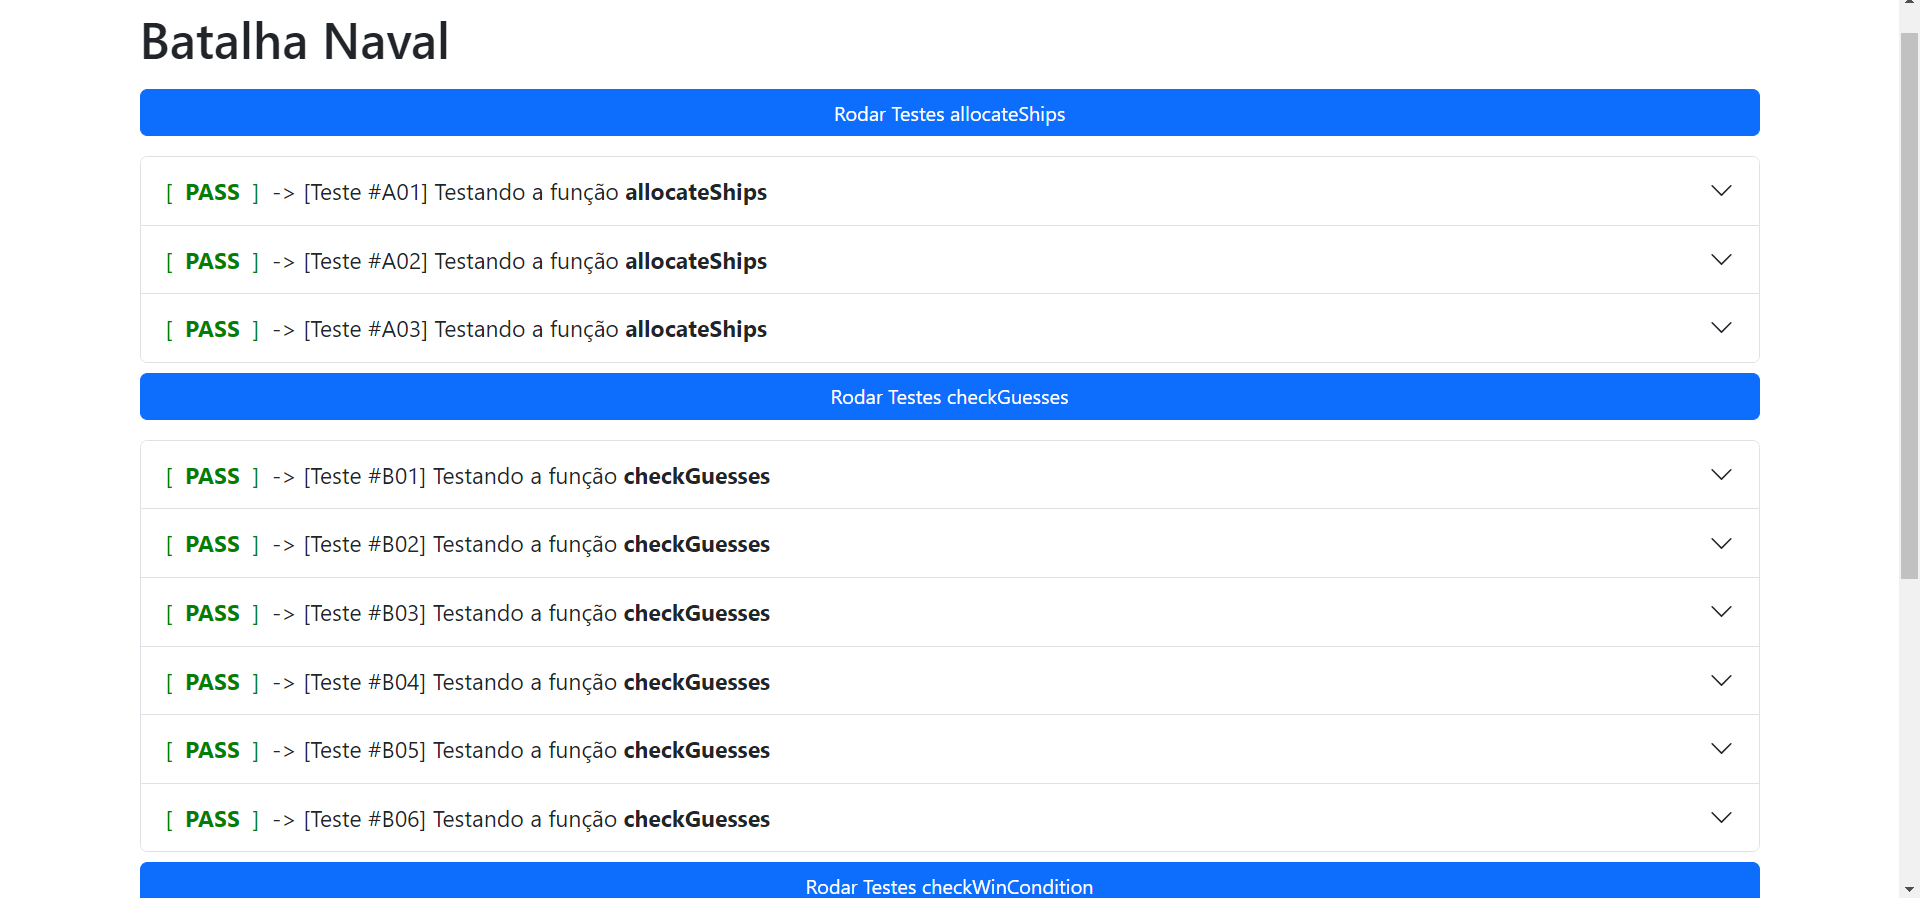 Batalha Naval
Rodar Testes allocateShips
[ PASS ] -> [Teste #A01] Testando a função allocateShips
[ PASS ] -> [Teste #A02] Testando a função allocateShips
[ PASS ] -> [Teste #A03] Testando a função allocateShips
Rodar Testes checkGuesses
[ PASS ] -> [Teste #B01] Testando a função checkGuesses
[ PASS ] -> [Teste #B02] Testando a função checkGuesses
[ PASS ] -> [Teste #B03] Testando a função checkGuesses
[ PASS ] -> [Teste #B04] Testando a função checkGuesses
[ PASS ] -> [Teste #B05] Testando a função checkGuesses
[ PASS ] -> [Teste #B06] Testando a função checkGuesses
Rodar Testes checkWinCondition